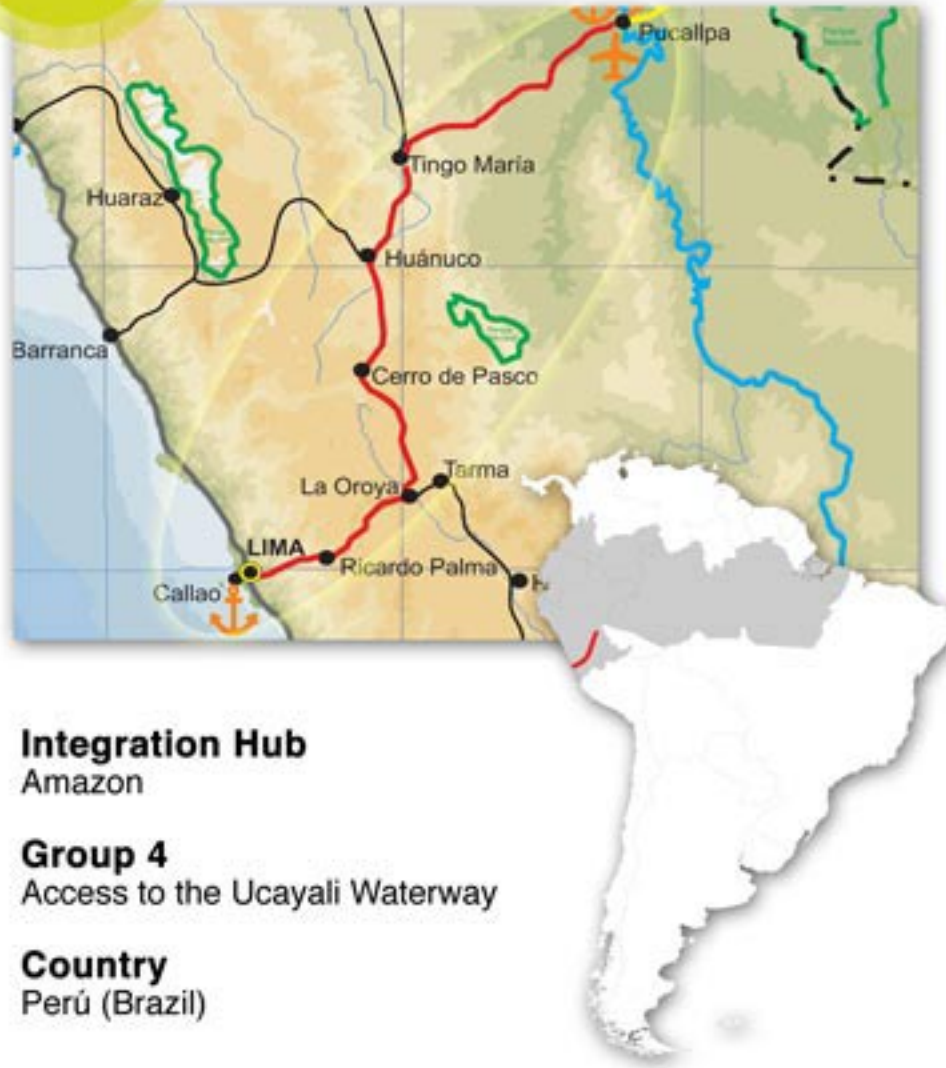 Pucallpa
Tingo María
Huaraz
Huánuco
Barranca
Cerro de Pasco
Tarma
La Oroya
LIMA
Ricardo Palma
Callao
H
Integration Hub
Amazon
Group 4
Access to the Ucayali Waterway
Country
Perú (Brazil)